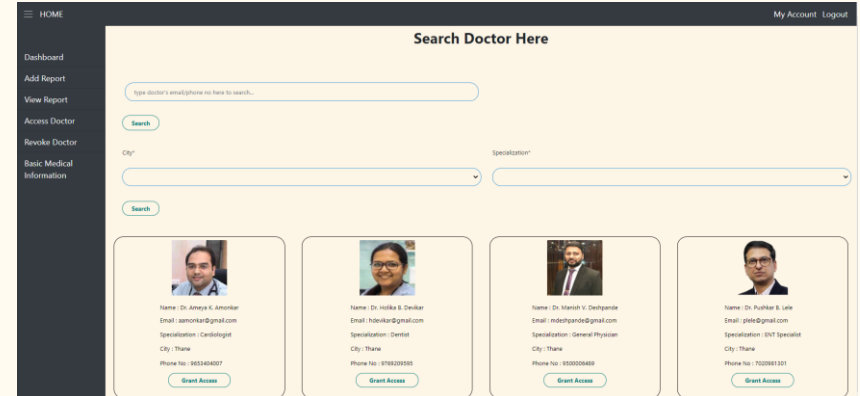 HOME
My Account Logout
Dashboard
Add Report
View Report
Access Doctor
Revoke Doctor
Basic Medical
Information
Search Doctor Here
type doctor's email/phone no here to search...
Search
City*
Specialization*
Search
Name : Dr. Ameya K. Amonkar
Email : aamonkar@gmail.com
Specialization : Cardiologist
City : Thane
Phone No : 9653404007
Grant Access
Name : Dr. Holika B. Devikar
Email : hdevikar@gmail.com
Specialization : Dentist
City : Thane
Phone No : 9769209595
Grant Access
Name : Dr. Manish V. Deshpande
Email : mdeshpande@gmail.com
Specialization : General Physician
City : Thane
Phone No : 9500006489
Grant Access
Name : Dr. Pushkar B. Lele
Email : plele@gmail.com
Specialization : ENT Specialist
City : Thane
Phone No : 7020981301
Grant Access